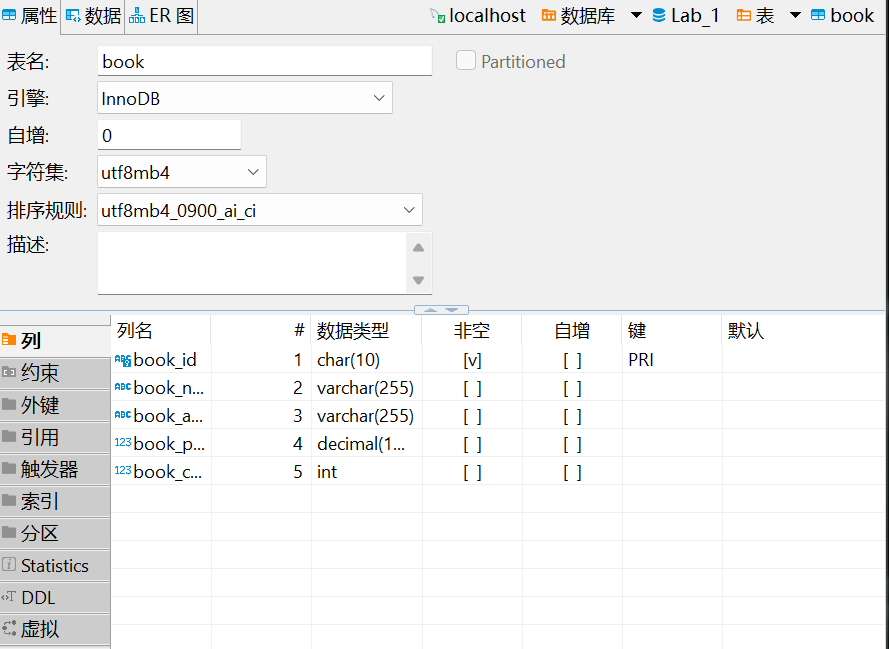 属性 数据 ER 图 localhost 数据库 Lab_1 表 book
表名: book Partitioned
引擎: InnoDB
自增: 0
字符集: utf8mb4
排序规则: utf8mb4_0900_ai_ci
描述:
列
约束
外键
引用
触发器
索引
分区
Statistics
DDL
虚拟
列名 # 数据类型 非空 自增 键 默认
book_id 1 char(10) [v] [ ] PRI
book_n... 2 varchar(255) [ ] [ ]
book_a... 3 varchar(255) [ ] [ ]
book_p... 4 decimal(1... [ ] [ ]
book_c... 5 int [ ] [ ]